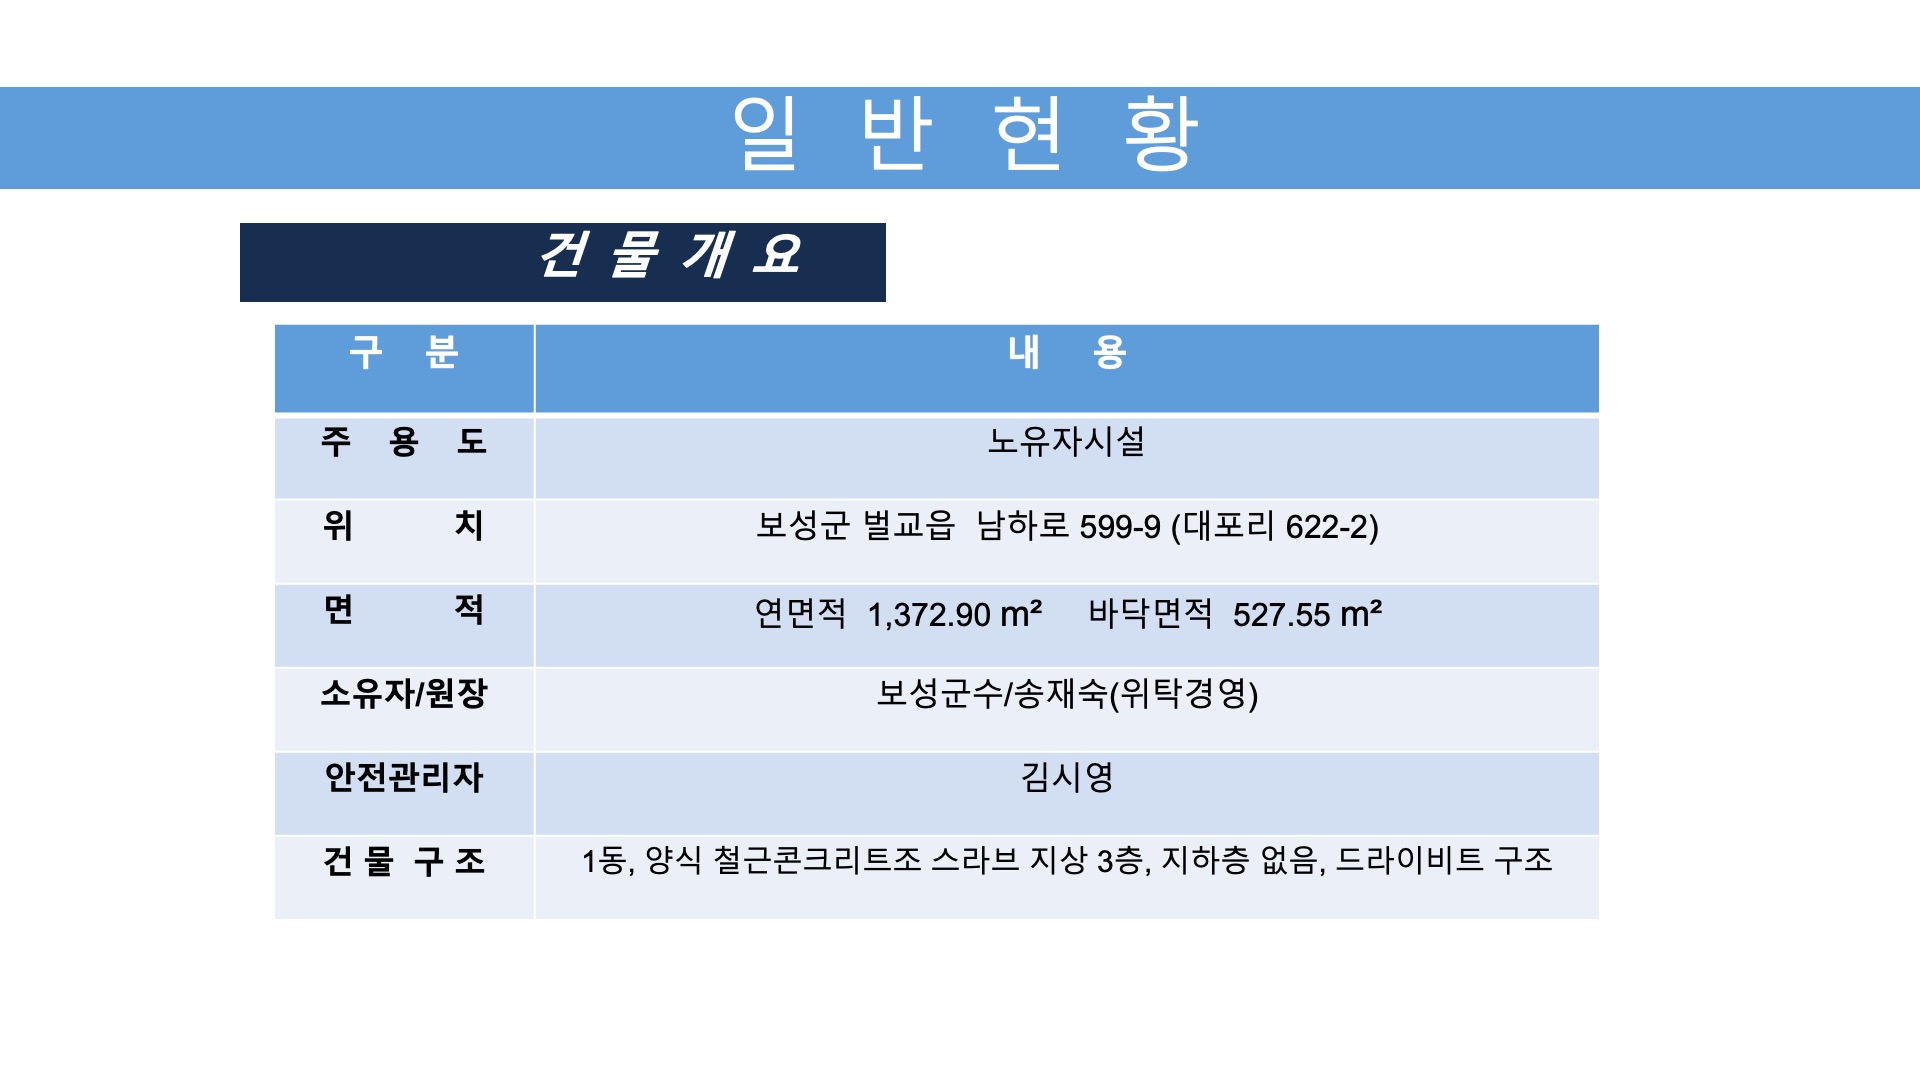 일 반 현 황
건 물 개 요
구 분 내 용
주 용 도 노유자시설
위 치 보성군 벌교읍 남하로 599-9 (대포리 622-2)
면 적 연면적 1,372.90 m² 바닥면적 527.55 m²
소유자/원장 보성군수/송재숙(위탁경영)
안전관리자 김시영
건 물 구 조 1동, 양식 철근콘크리트조 스라브 지상 3층, 지하층 없음, 드라이비트 구조